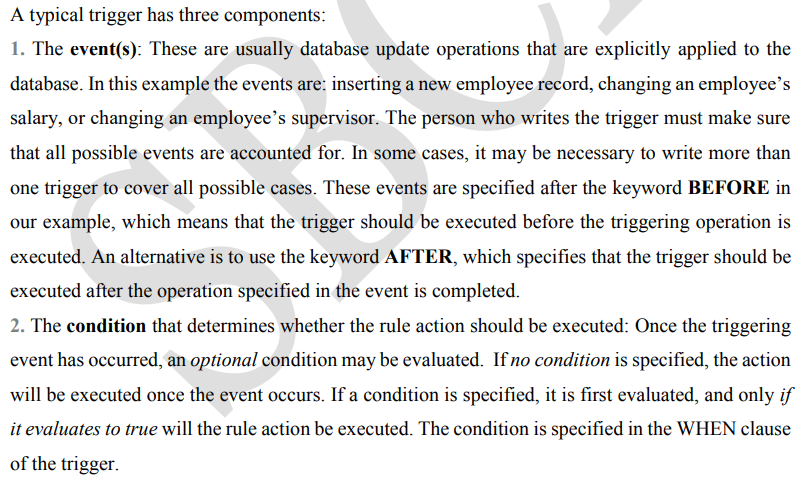 A typical trigger has three components:
1. The event(s): These are usually database update operations that are explicitly applied to the
database. In this example the events are: inserting a new employee record, changing an employee's
salary, or changing an employee's supervisor. The person who writes the trigger must make sure
that all possible events are accounted for. In some cases, it may be necessary to write more than
one trigger to cover all possible cases. These events are specified after the keyword BEFORE in
our example, which means that the trigger should be executed before the triggering operation is
executed. An alternative is to use the keyword AFTER, which specifies that the trigger should be
executed after the operation specified in the event is completed.
2. The condition that determines whether the rule action should be executed: Once the triggering
event has occurred, an optional condition may be evaluated. If no condition is specified, the action
will be executed once the event occurs. If a condition is specified, it is first evaluated, and only if
it evaluates to true will the rule action be executed. The condition is specified in the WHEN clause
of the trigger.